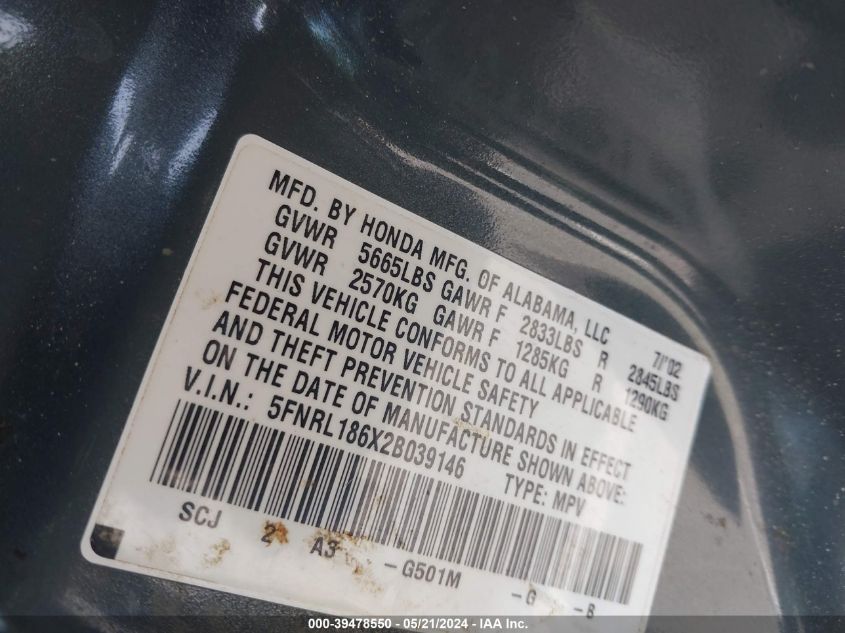 MFD. BY HONDA MFG. OF ALABAMA, LLC 7/'02
GVWR 5665LBS GAWR F 2833LBS R 2845LBS
GVWR 2570KG GAWR F 1285KG R 1290KG
THIS VEHICLE CONFORMS TO ALL APPLICABLE
FEDERAL MOTOR VEHICLE SAFETY
AND THEFT PREVENTION STANDARDS IN EFFECT
ON THE DATE OF MANUFACTURE SHOWN ABOVE:
V.I.N.: 5FNRL186X2B039146 TYPE: MPV
SCJ 2 A3 -G501M -G -B
000-39478550 - 05/21/2024 - IAA Inc.